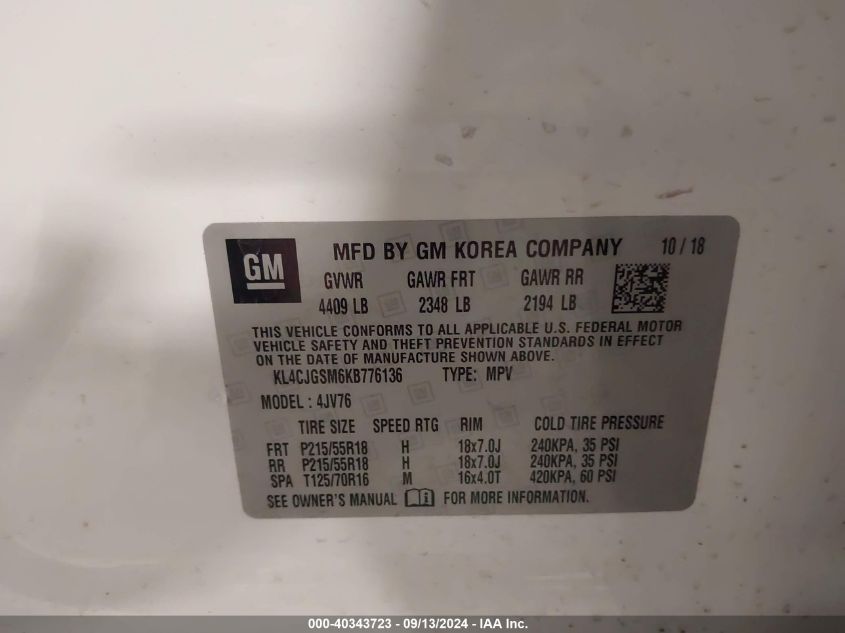 GM
MFD BY GM KOREA COMPANY 10 / 18
GVWR GAWR FRT GAWR RR
4409 LB 2348 LB 2194 LB
THIS VEHICLE CONFORMS TO ALL APPLICABLE U.S. FEDERAL MOTOR
VEHICLE SAFETY AND THEFT PREVENTION STANDARDS IN EFFECT
ON THE DATE OF MANUFACTURE SHOWN ABOVE.
KL4CJGSM6KB776136 TYPE: MPV
MODEL: 4JV76
TIRE SIZE SPEED RTG RIM COLD TIRE PRESSURE
FRT P215/55R18 H 18x7.0J 240KPA, 35 PSI
RR P215/55R18 H 18x7.0J 240KPA, 35 PSI
SPA T125/70R16 M 16x4.0T 420KPA, 60 PSI
SEE OWNER'S MANUAL FOR MORE INFORMATION.
000-40343723 - 09/13/2024 - IAA Inc.